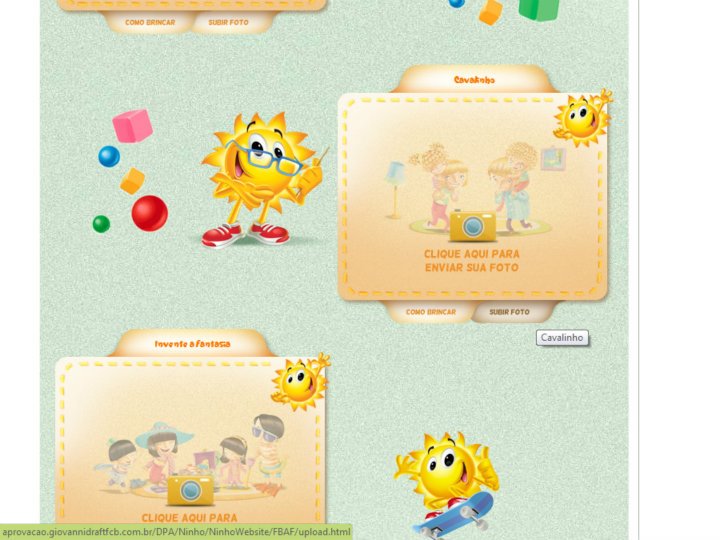 COMO BRINCAR
SUBIR FOTO
Cavalinho
CLIQUE AQUI PARA
ENVIAR SUA FOTO
COMO BRINCAR
SUBIR FOTO
Cavalinho
Invente a fantasia
CLIQUE AQUI PARA
aprovacao.giovannidraftfcb.com.br/DPA/Ninho/NinhoWebsite/FBAF/upload.html